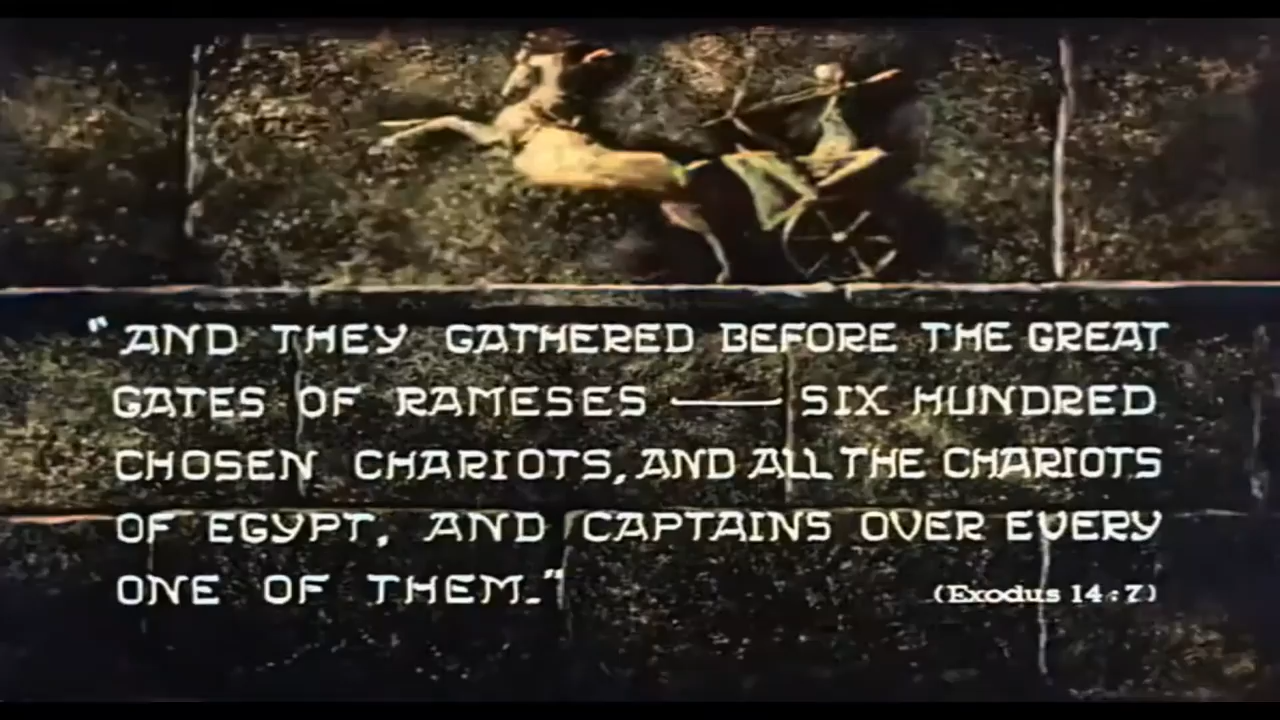 "AND THEY GATHERED BEFORE THE GREAT
GATES OF RAMESES — SIX HUNDRED
CHOSEN CHARIOTS, AND ALL THE CHARIOTS
OF EGYPT, AND CAPTAINS OVER EVERY
ONE OF THEM."
(Exodus 14:7)